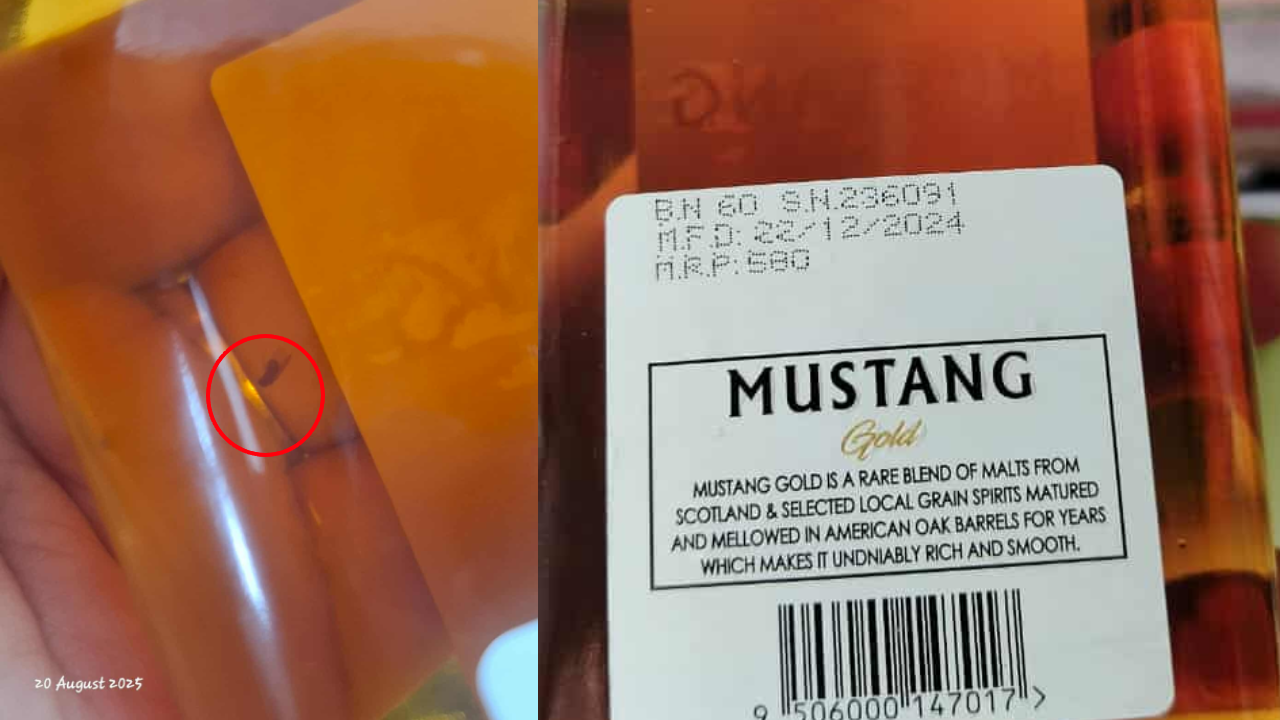 20 August 2025
B.N 60 S.N.236091
M.F.D: 22/12/2024
M.R.P: 580
MUSTANG
Gold
MUSTANG GOLD IS A RARE BLEND OF MALTS FROM
SCOTLAND & SELECTED LOCAL GRAIN SPIRITS MATURED
AND MELLOWED IN AMERICAN OAK BARRELS FOR YEARS
WHICH MAKES IT UNDNIABLY RICH AND SMOOTH.
9 506000 147017 >